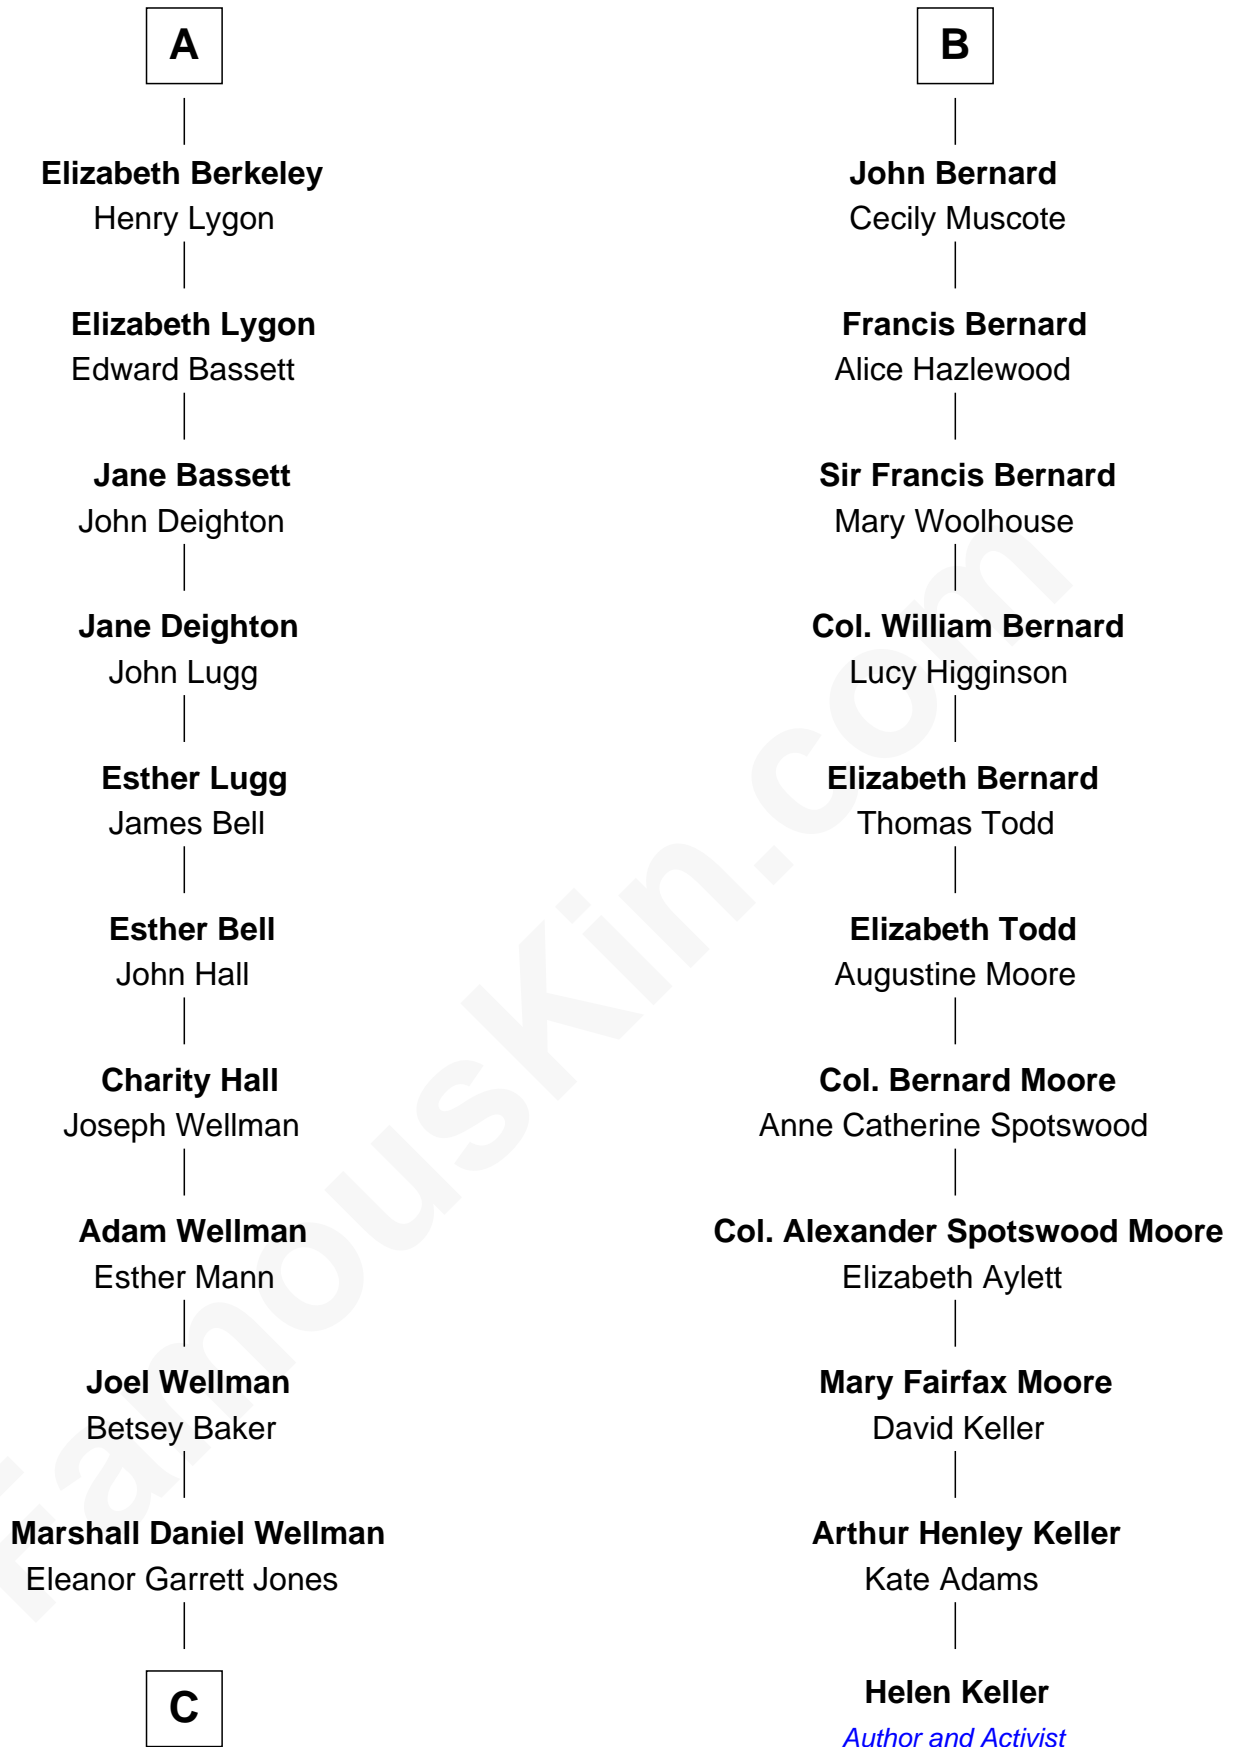 A
Elizabeth Berkeley
Henry Lygon
Elizabeth Lygon
Edward Bassett
Jane Bassett
John Deighton
Jane Deighton
John Lugg
Esther Lugg
James Bell
Esther Bell
John Hall
Charity Hall
Joseph Wellman
Adam Wellman
Esther Mann
Joel Wellman
Betsey Baker
Marshall Daniel Wellman
Eleanor Garrett Jones
C
B
John Bernard
Cecily Muscote
Francis Bernard
Alice Hazlewood
Sir Francis Bernard
Mary Woolhouse
Col. William Bernard
Lucy Higginson
Elizabeth Bernard
Thomas Todd
Elizabeth Todd
Augustine Moore
Col. Bernard Moore
Anne Catherine Spotswood
Col. Alexander Spotswood Moore
Elizabeth Aylett
Mary Fairfax Moore
David Keller
Arthur Henley Keller
Kate Adams
Helen Keller
Author and Activist
FamousKin.com